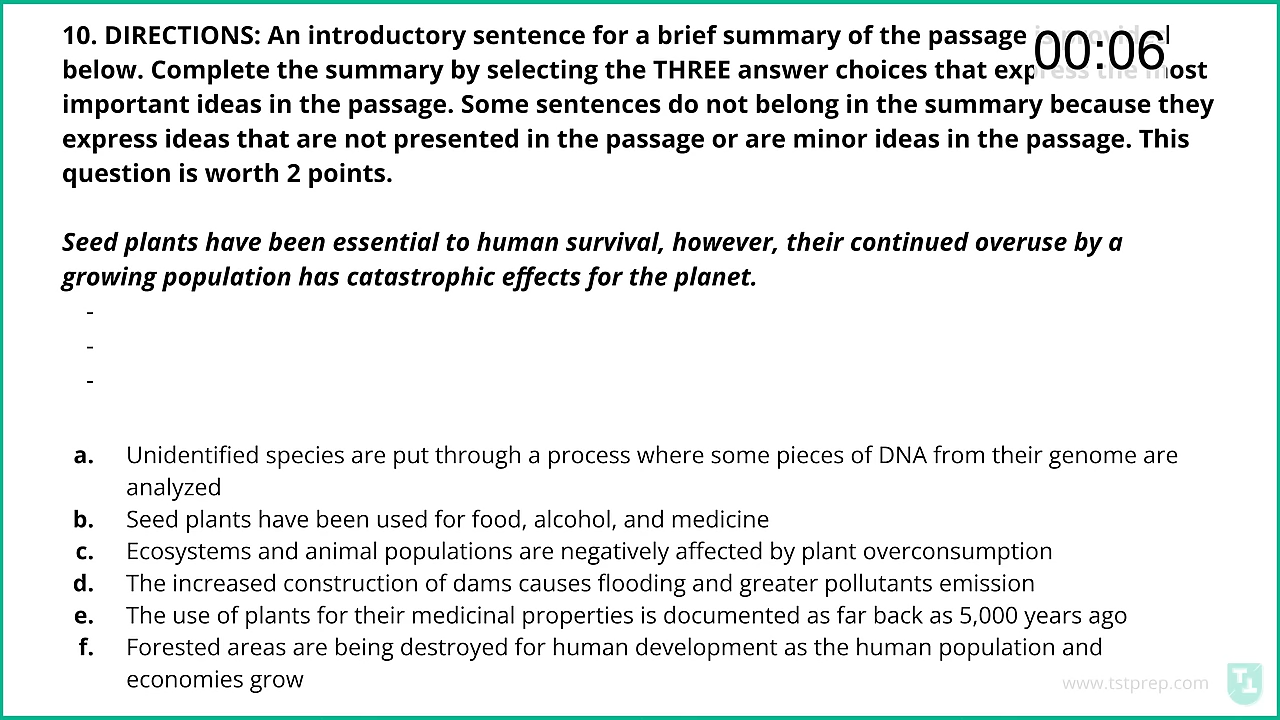 10. DIRECTIONS: An introductory sentence for a brief summary of the passage
00:06
below. Complete the summary by selecting the THREE answer choices that express the most
important ideas in the passage. Some sentences do not belong in the summary because they
express ideas that are not presented in the passage or are minor ideas in the passage. This
question is worth 2 points.
Seed plants have been essential to human survival, however, their continued overuse by a
growing population has catastrophic effects for the planet.
-
-
-
a. Unidentified species are put through a process where some pieces of DNA from their genome are
analyzed
b. Seed plants have been used for food, alcohol, and medicine
c. Ecosystems and animal populations are negatively affected by plant overconsumption
d. The increased construction of dams causes flooding and greater pollutants emission
e. The use of plants for their medicinal properties is documented as far back as 5,000 years ago
f. Forested areas are being destroyed for human development as the human population and
economies grow
www.tstprep.com